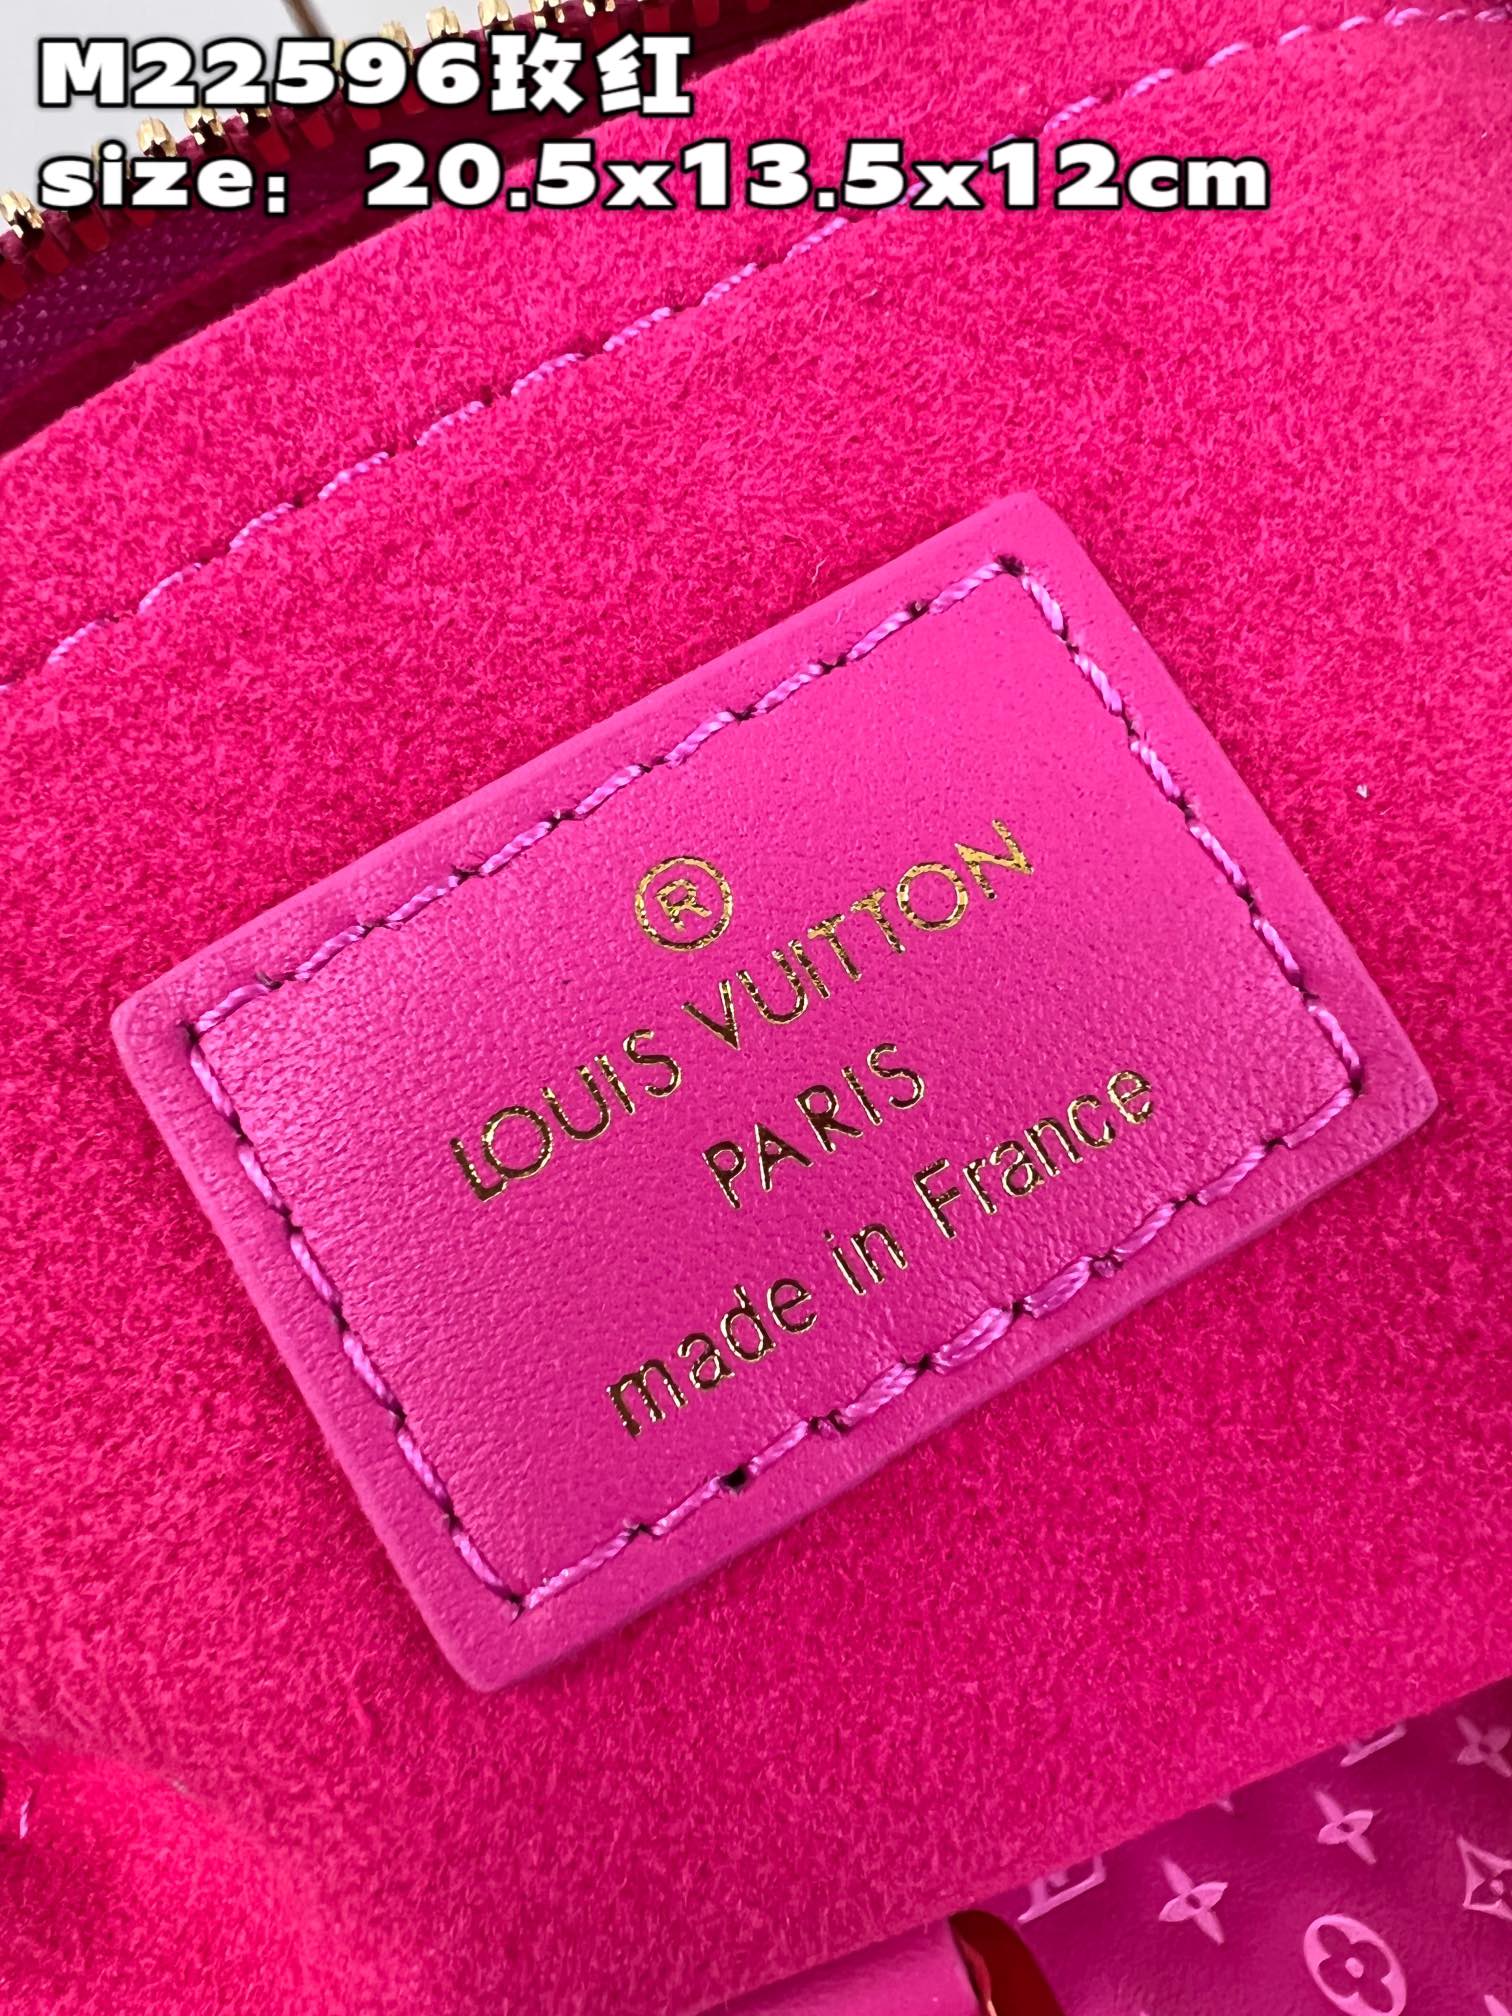 M22596玫红
size：20.5x13.5x12cm
®
LOUIS VUITTON
PARIS
made in France